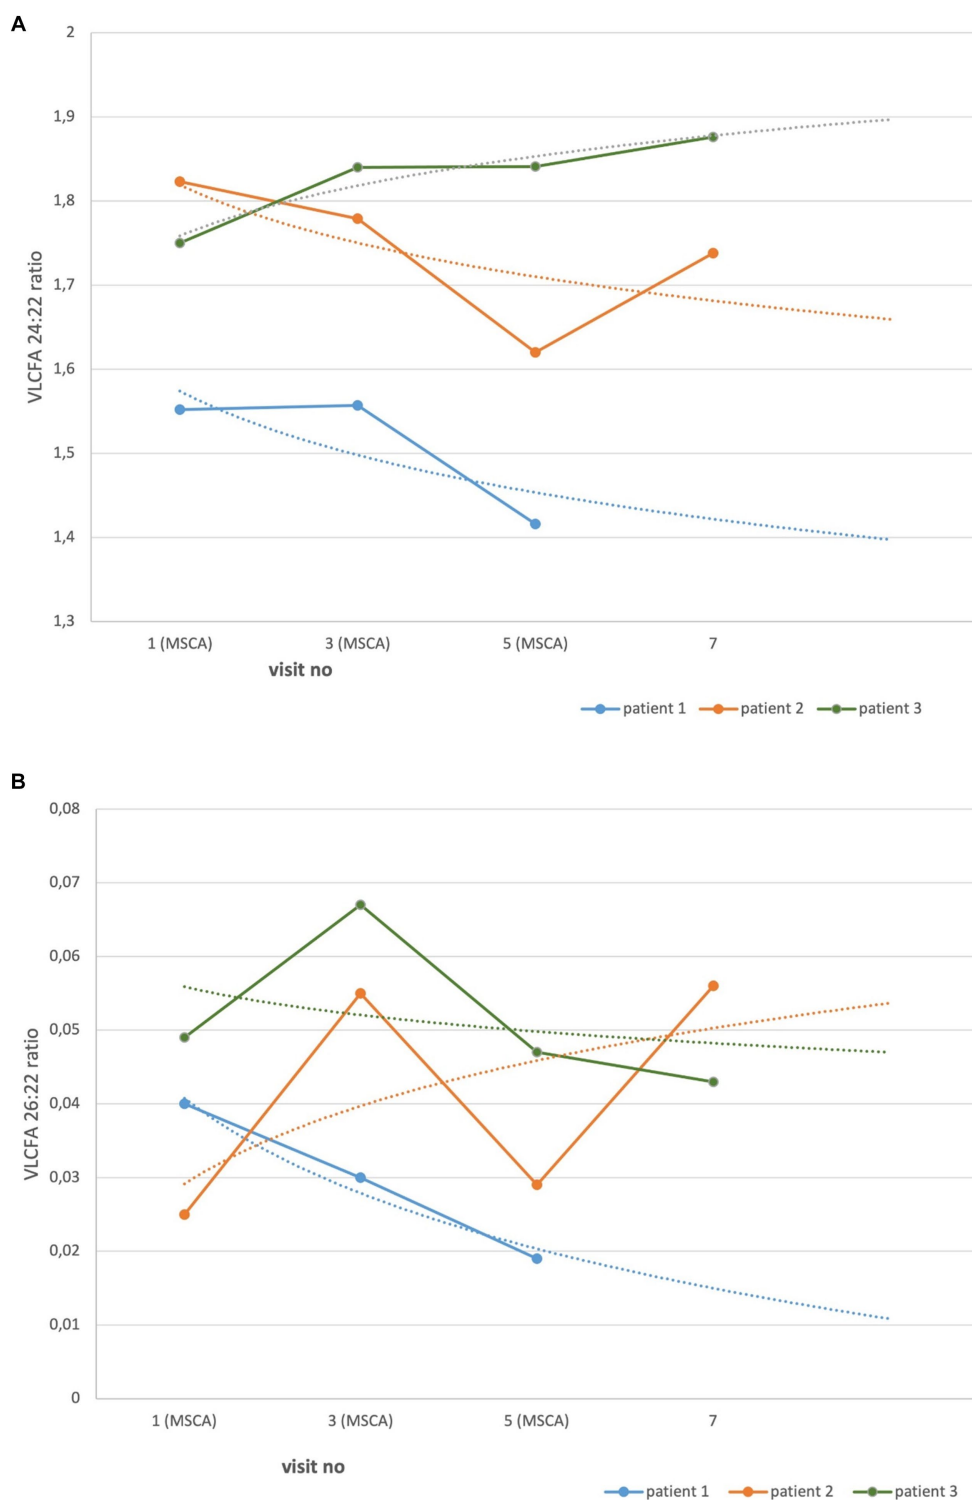 A
2
1,9
1,8
1,7
1,6
1,5
1,4
1,3
VLCFA 24:22 ratio
1 (MSCA) 3 (MSCA) 5 (MSCA) 7
visit no
patient 1 patient 2 patient 3
B
0,08
0,07
0,06
0,05
0,04
0,03
0,02
0,01
0
VLCFA 26:22 ratio
1 (MSCA) 3 (MSCA) 5 (MSCA) 7
visit no
patient 1 patient 2 patient 3